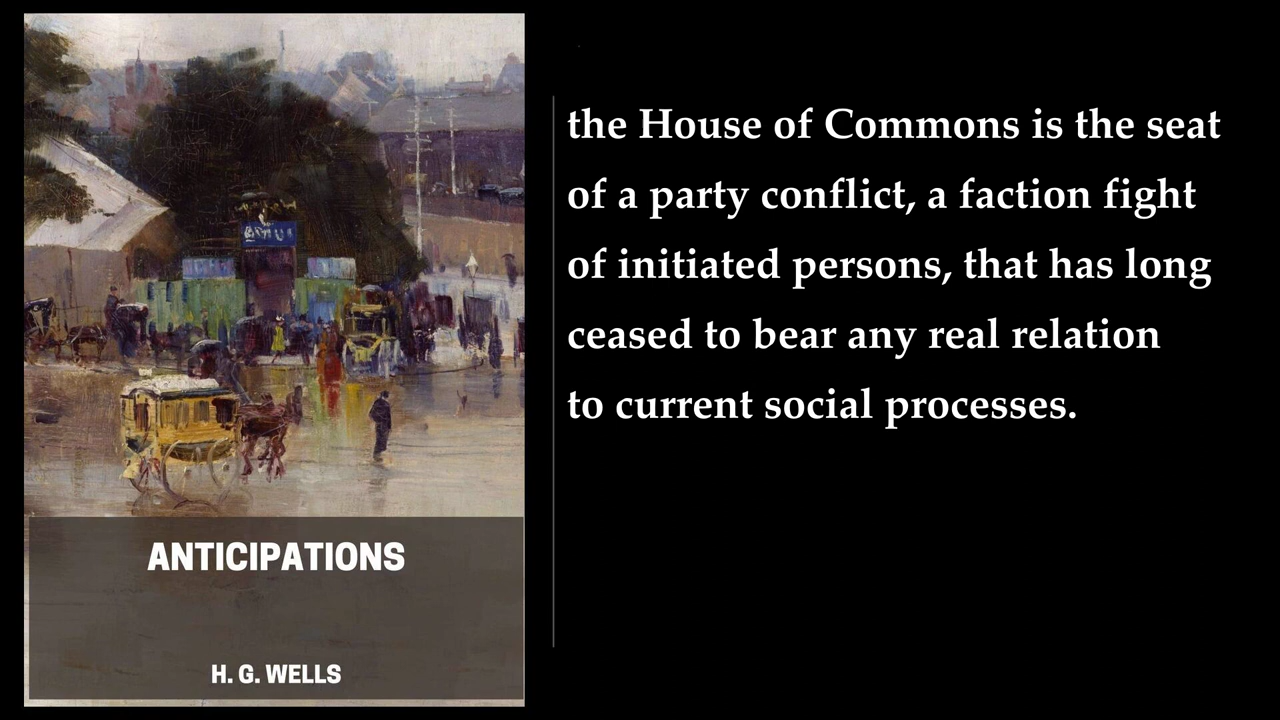 the House of Commons is the seat
of a party conflict, a faction fight
of initiated persons, that has long
ceased to bear any real relation
to current social processes.
ANTICIPATIONS
H. G. WELLS